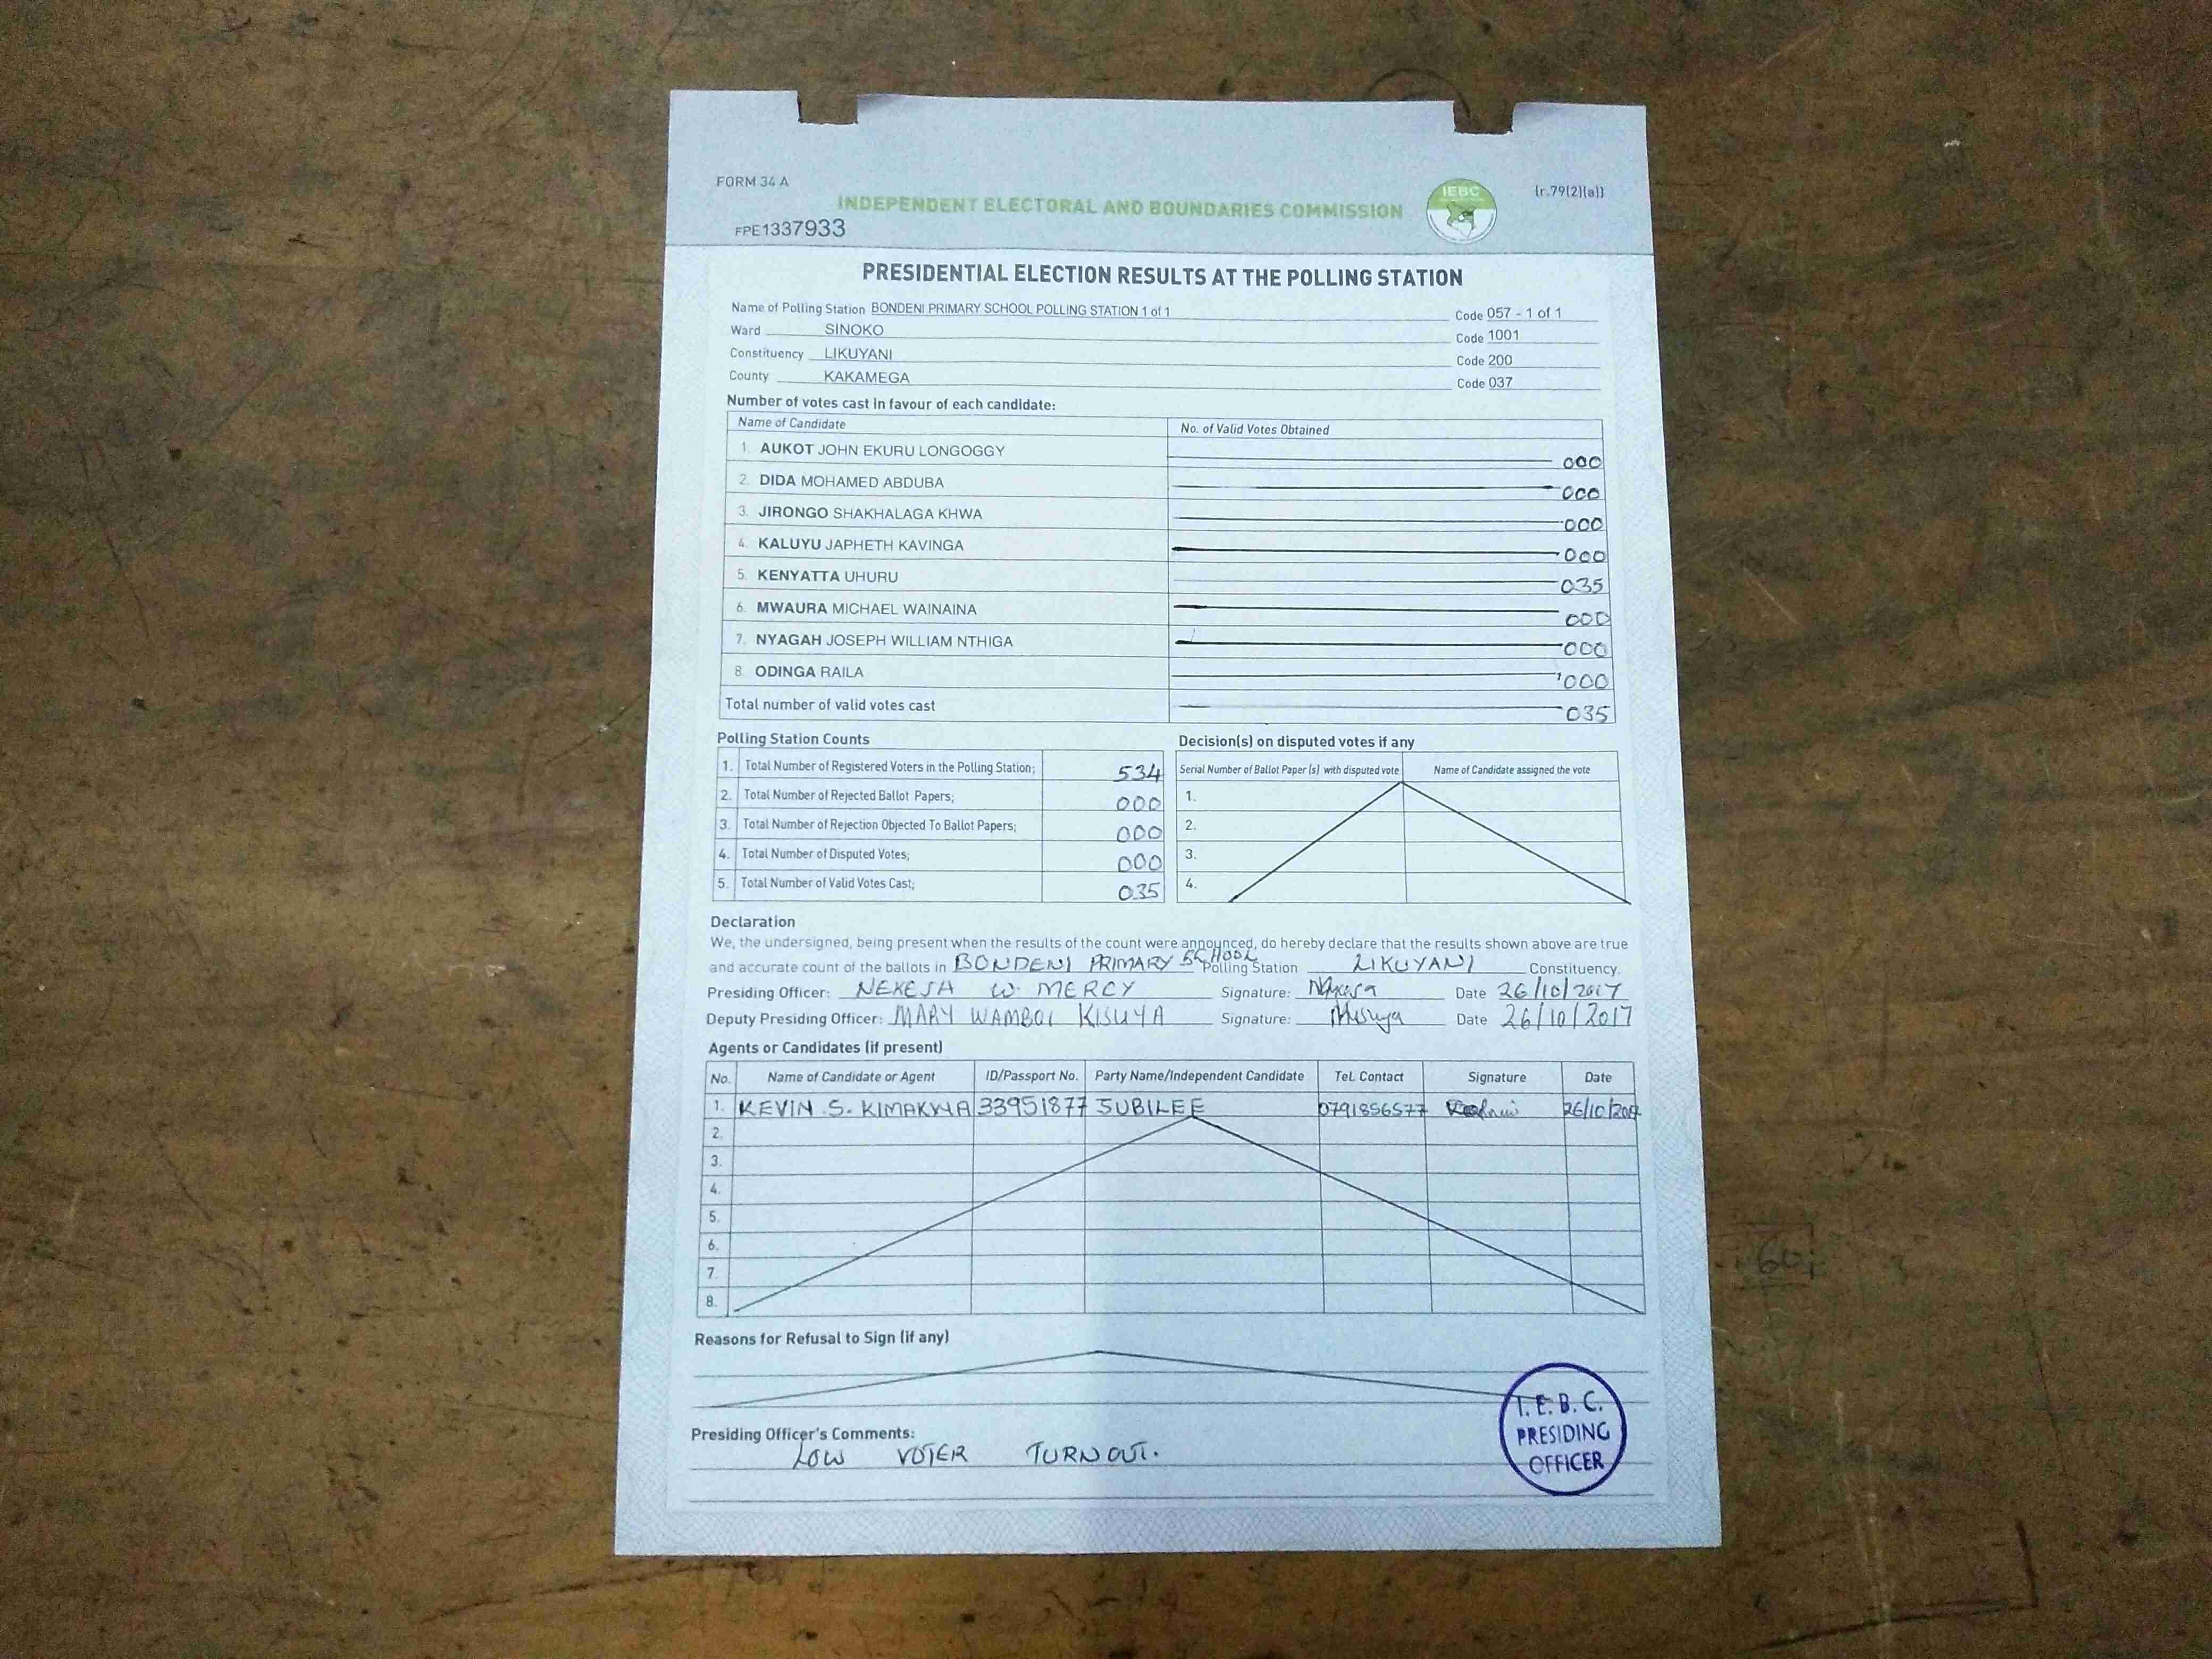 FORM 34 A
(r.79(2)(a))
INDEPENDENT ELECTORAL AND BOUNDARIES COMMISSION
IEBC
FPE1337933
PRESIDENTIAL ELECTION RESULTS AT THE POLLING STATION
Name of Polling Station BONDENI PRIMARY SCHOOL POLLING STATION 1 of 1 Code 057 - 1 of 1
Ward SINOKO Code 1001
Constituency LIKUYANI Code 200
County KAKAMEGA Code 037
Number of votes cast in favour of each candidate:
Name of Candidate No. of Valid Votes Obtained
1. AUKOT JOHN EKURU LONGOGGY 000
2. DIDA MOHAMED ABDUBA 000
3. JIRONGO SHAKHALAGA KHWA 000
4. KALUYU JAPHETH KAVINGA 000
5. KENYATTA UHURU 035
6. MWAURA MICHAEL WAINAINA 000
7. NYAGAH JOSEPH WILLIAM NTHIGA 000
8. ODINGA RAILA 000
Total number of valid votes cast 035
Polling Station Counts
1. Total Number of Registered Voters in the Polling Station; 534
2. Total Number of Rejected Ballot Papers; 000
3. Total Number of Rejection Objected To Ballot Papers; 000
4. Total Number of Disputed Votes; 000
5. Total Number of Valid Votes Cast; 035
Decision(s) on disputed votes if any
Serial Number of Ballot Paper (s) with disputed vote Name of Candidate assigned the vote
1.
2.
3.
4.
Declaration
We, the undersigned, being present when the results of the count were announced, do hereby declare that the results shown above are true
and accurate count of the ballots in BONDENI PRIMARY SCHOOL Polling Station LIKUYANI Constituency.
Presiding Officer: NEKESA W. MERCY Signature: Date 26/10/2017
Deputy Presiding Officer: MARY WAMBOI KISUYA Signature: Date 26/10/2017
Agents or Candidates (if present)
No. Name of Candidate or Agent ID/Passport No. Party Name/Independent Candidate Tel. Contact Signature Date
1. KEVIN S. KIMAKWA 33951877 JUBILEE 0791856577 26/10/2017
2.
3.
4.
5.
6.
7.
8.
Reasons for Refusal to Sign (if any)
Presiding Officer's Comments:
LOW VOTER TURN OUT.
I. E. B. C.
PRESIDING
OFFICER